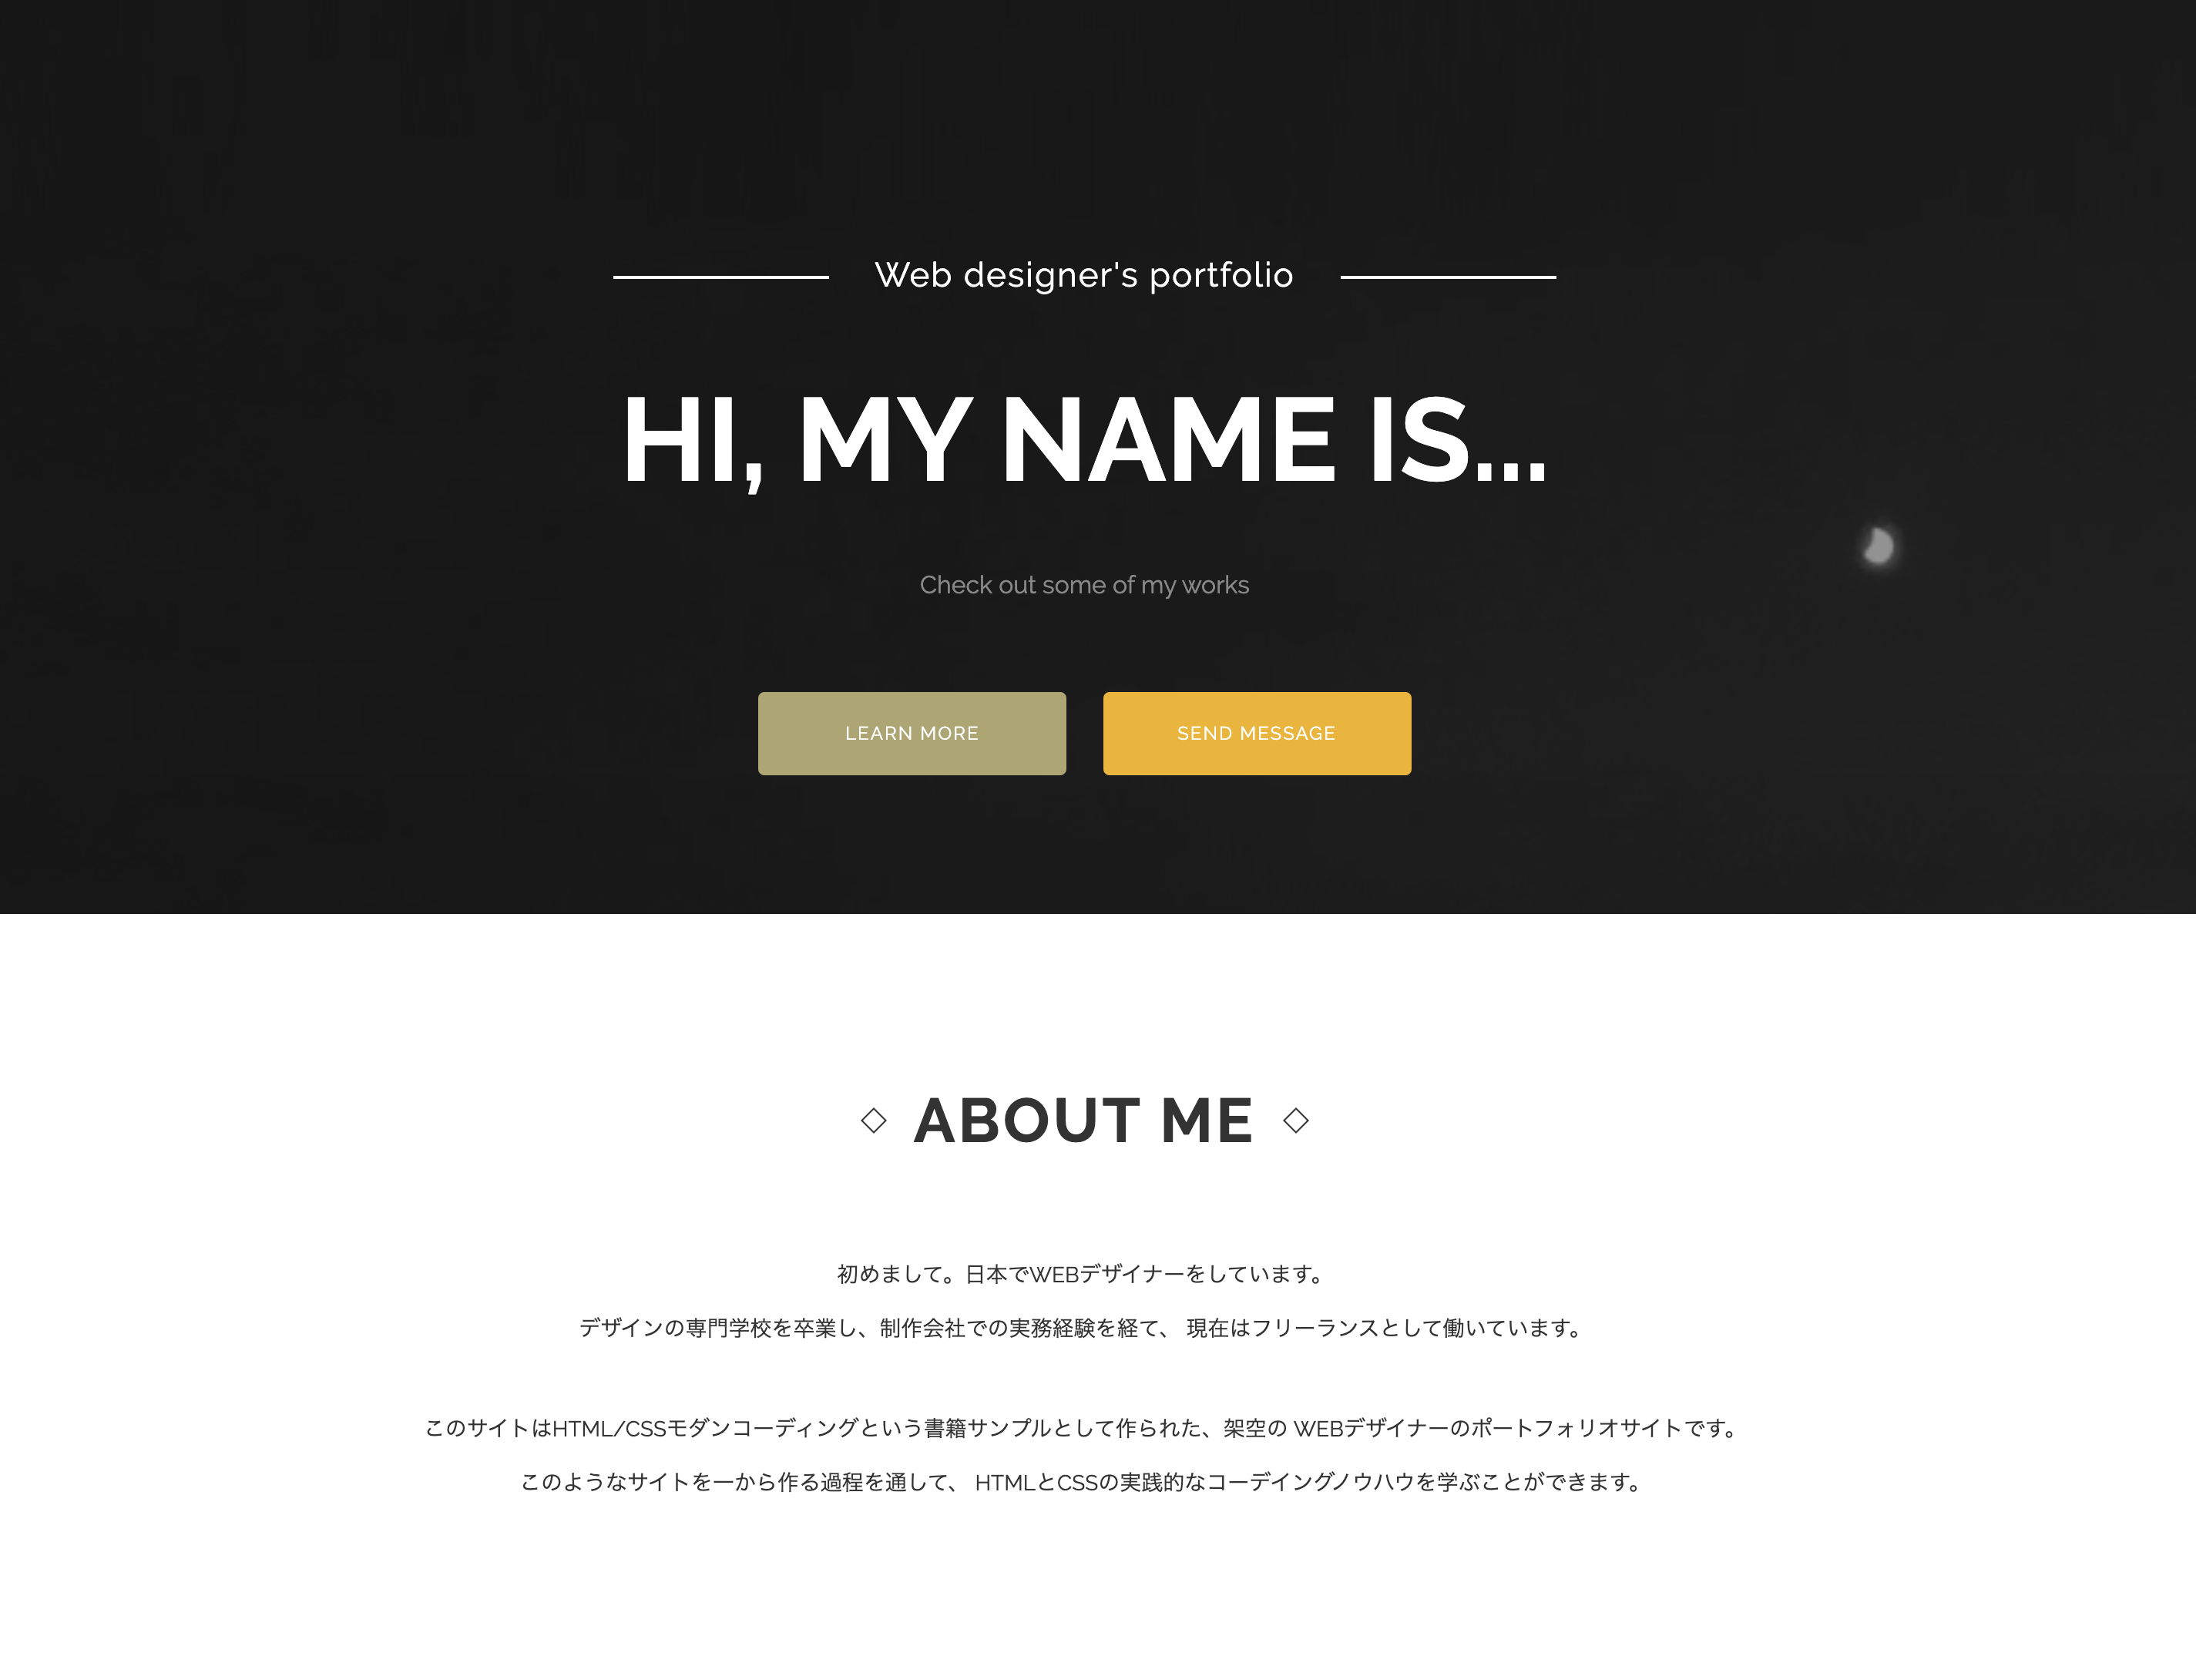 Web designer's portfolio
HI, MY NAME IS...
Check out some of my works
LEARN MORE
SEND MESSAGE
◇ ABOUT ME ◇
初めまして。日本でWEBデザイナーをしています。
デザインの専門学校を卒業し、制作会社での実務経験を経て、 現在はフリーランスとして働いています。
このサイトはHTML/CSSモダンコーディングという書籍サンプルとして作られた、架空の WEBデザイナーのポートフォリオサイトです。
このようなサイトを一から作る過程を通して、 HTMLとCSSの実践的なコーデイングノウハウを学ぶことができます。